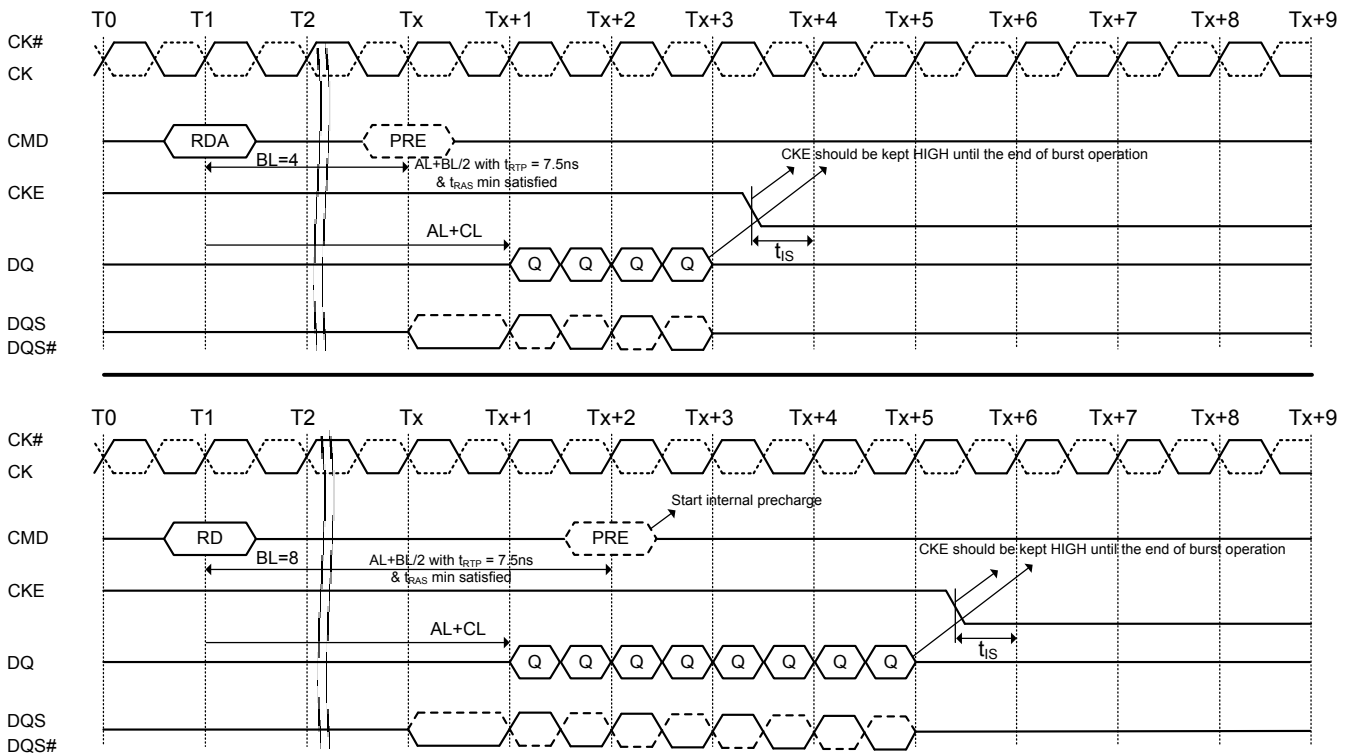 T0 T1 T2 Tx Tx+1 Tx+2 Tx+3 Tx+4 Tx+5 Tx+6 Tx+7 Tx+8 Tx+9
CK#
CK
CMD RDA PRE
BL=4 AL+BL/2 with tRTP = 7.5ns
& tRAS min satisfied
CKE should be kept HIGH until the end of burst operation
CKE
AL+CL
tIS
DQ Q Q Q Q
DQS
DQS#
T0 T1 T2 Tx Tx+1 Tx+2 Tx+3 Tx+4 Tx+5 Tx+6 Tx+7 Tx+8 Tx+9
CK#
CK
Start internal precharge
CMD RD PRE
BL=8 AL+BL/2 with tRTP = 7.5ns
& tRAS min satisfied
CKE should be kept HIGH until the end of burst operation
CKE
AL+CL
tIS
DQ Q Q Q Q Q Q Q Q
DQS
DQS#